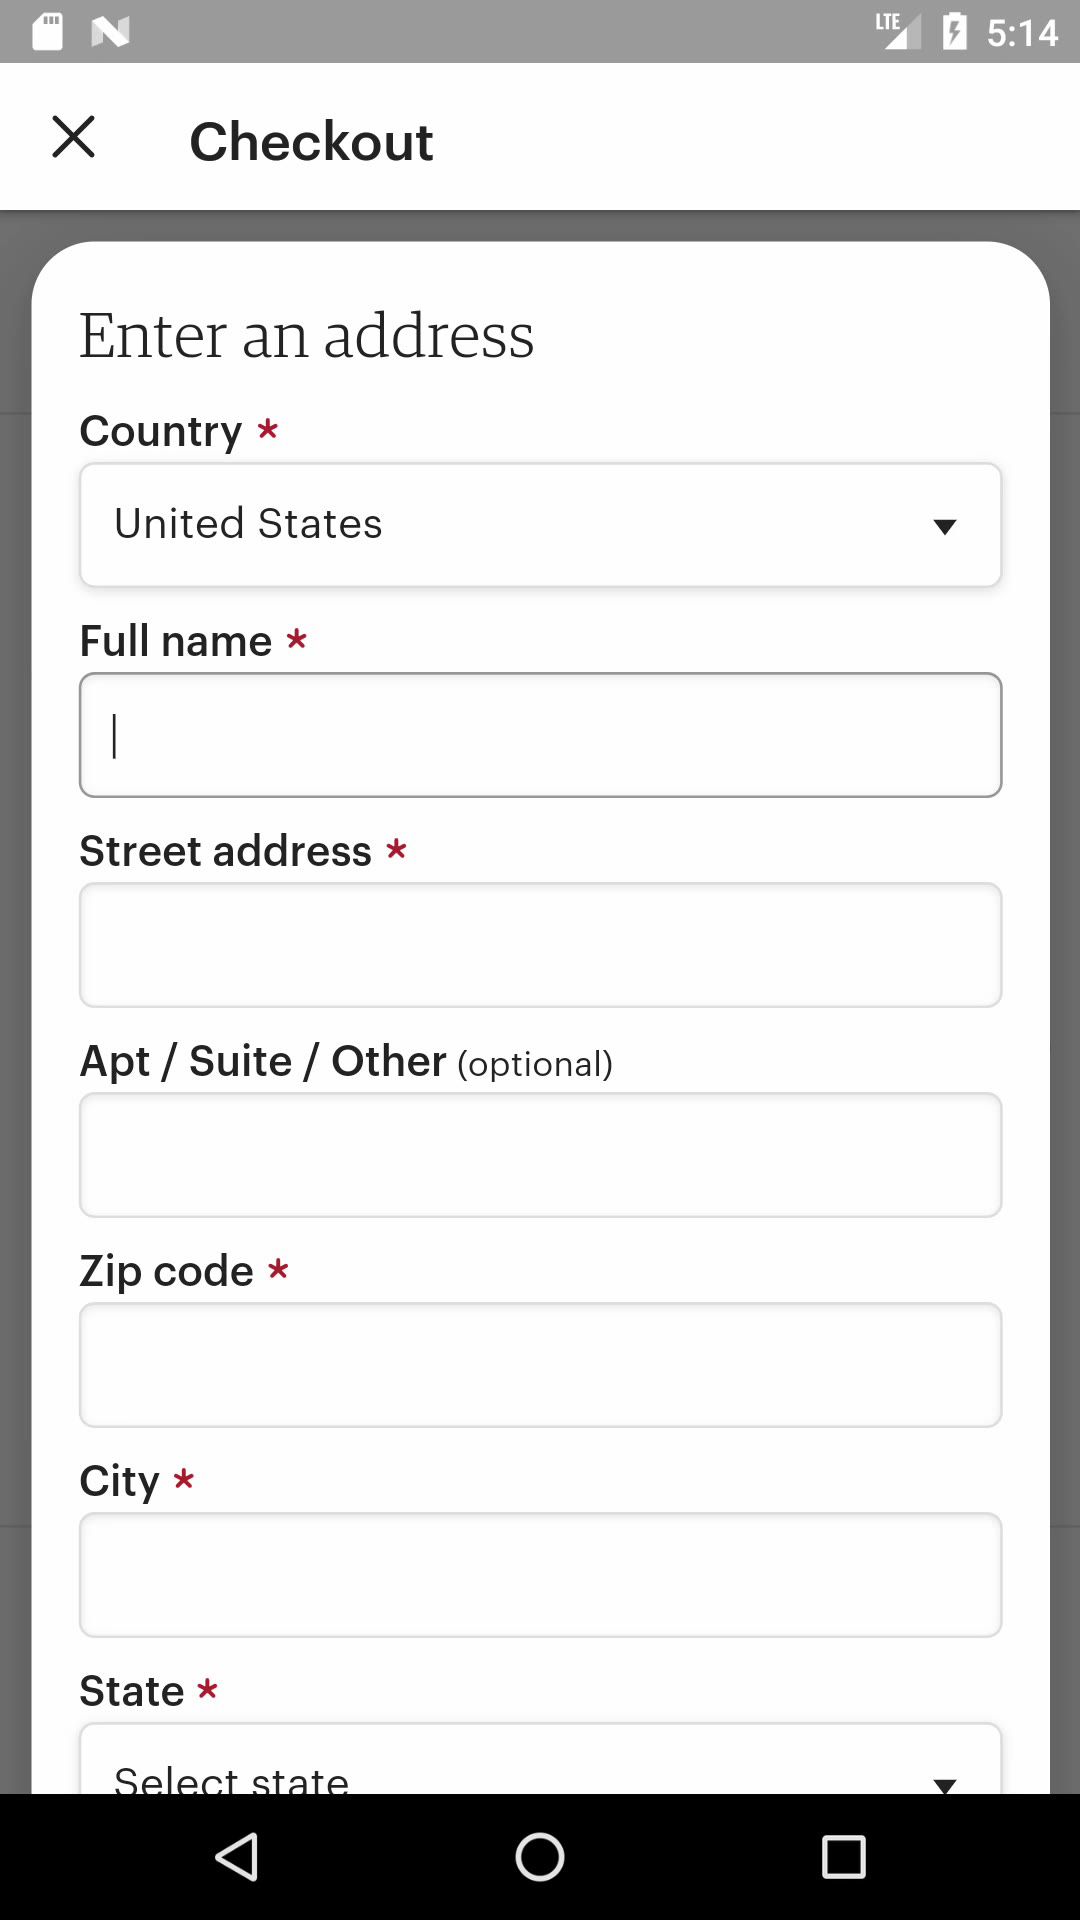 LTE 5:14
Checkout
Enter an address
Country *
United States
Full name *
Street address *
Apt / Suite / Other (optional)
Zip code *
City *
State *
Select state